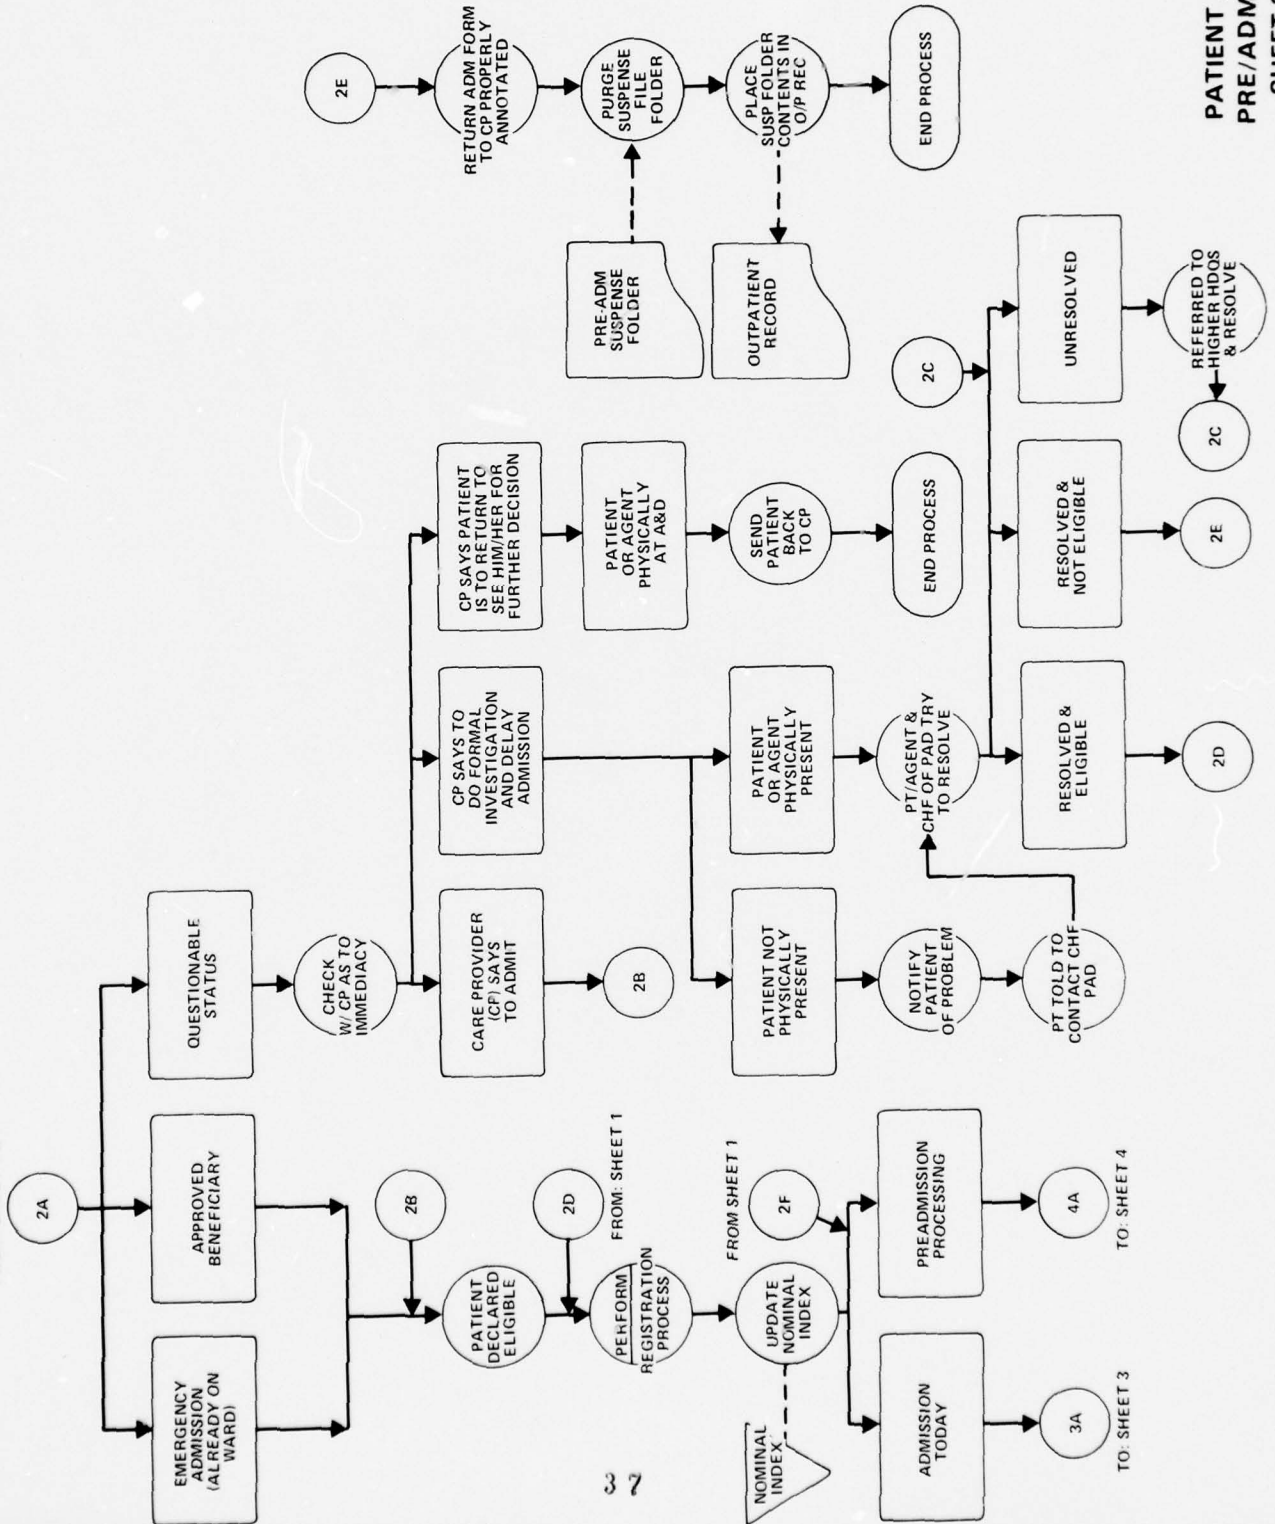 2A
EMERGENCY
ADMISSION
(ALREADY ON
WARD)
APPROVED
BENEFICIARY
QUESTIONABLE
STATUS
CHECK
W/ CP AS TO
IMMEDIACY
2B
PATIENT
DECLARED
ELIGIBLE
2D
FROM: SHEET 1
PERFORM
REGISTRATION
PROCESS
FROM SHEET 1
2F
UPDATE
NOMINAL
INDEX
NOMINAL
INDEX
ADMISSION
TODAY
3A
TO: SHEET 3
PREADMISSION
PROCESSING
4A
TO: SHEET 4
CARE PROVIDER
(CP) SAYS
TO ADMIT
2B
CP SAYS TO
DO FORMAL
INVESTIGATION
AND DELAY
ADMISSION
CP SAYS PATIENT
IS TO RETURN TO
SEE HIM/HER FOR
FURTHER DECISION
PATIENT
OR AGENT
PHYSICALLY
AT A&D
SEND
PATIENT
BACK
TO CP
END PROCESS
PATIENT NOT
PHYSICALLY
PRESENT
NOTIFY
PATIENT
OF PROBLEM
PT TOLD TO
CONTACT CHF
PAD
PATIENT
OR AGENT
PHYSICALLY
PRESENT
PT/AGENT &
CHF OF PAD TRY
TO RESOLVE
2C
RESOLVED &
ELIGIBLE
2D
RESOLVED &
NOT ELIGIBLE
2E
UNRESOLVED
REFERRED TO
HIGHER HDQS
& RESOLVE
2C
2E
RETURN ADM FORM
TO CP PROPERLY
ANNOTATED
PURGE
SUSPENSE
FILE
FOLDER
PRE-ADM
SUSPENSE
FOLDER
PLACE
SUSP FOLDER
CONTENTS IN
O/P REC
OUTPATIENT
RECORD
END PROCESS
PATIENT
PRE/ADM
37